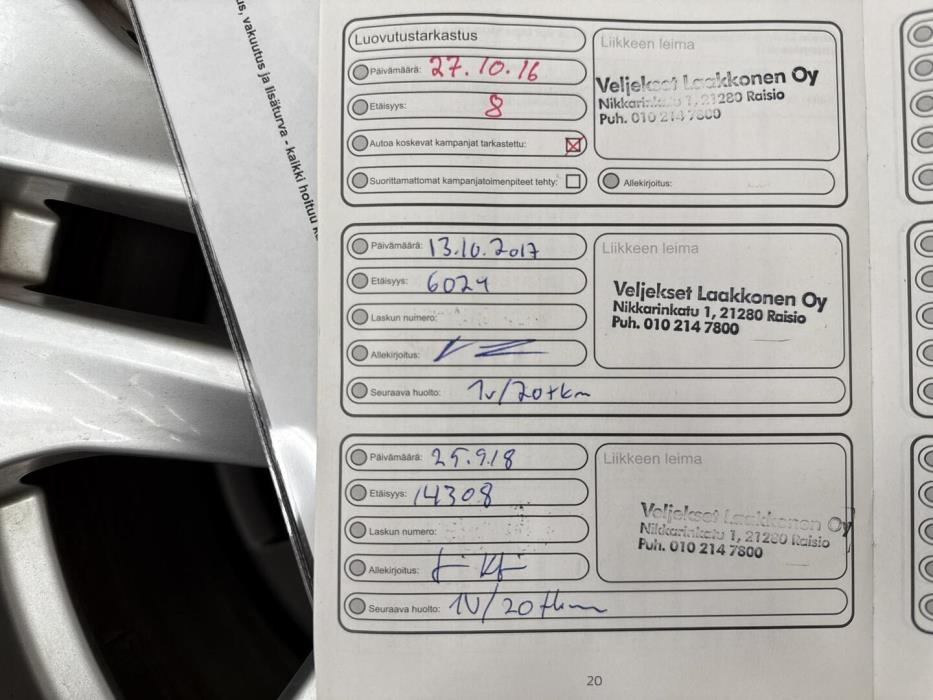 us, vakuutus ja lisäturva - kaikki hoituu
Luovutustarkastus
Päivämäärä: 27.10.16
Etäisyys: 8
Autoa koskevat kampanjat tarkastettu:
Suorittamattomat kampanjatoimenpiteet tehty:
Liikkeen leima
Veljekset Laakkonen Oy
Nikkarinkatu 1, 21280 Raisio
Puh. 010 214 7800
Allekirjoitus:
Päivämäärä: 13.10.2017
Etäisyys: 6024
Laskun numero:
Allekirjoitus:
Seuraava huolto: 1v/20tkm
Liikkeen leima
Veljekset Laakkonen Oy
Nikkarinkatu 1, 21280 Raisio
Puh. 010 214 7800
Päivämäärä: 25.9.18
Etäisyys: 14308
Laskun numero:
Allekirjoitus:
Seuraava huolto: 1V/20tkm
Liikkeen leima
Veljekset Laakkonen Oy
Nikkarinkatu 1, 21280 Raisio
Puh. 010 214 7800
20